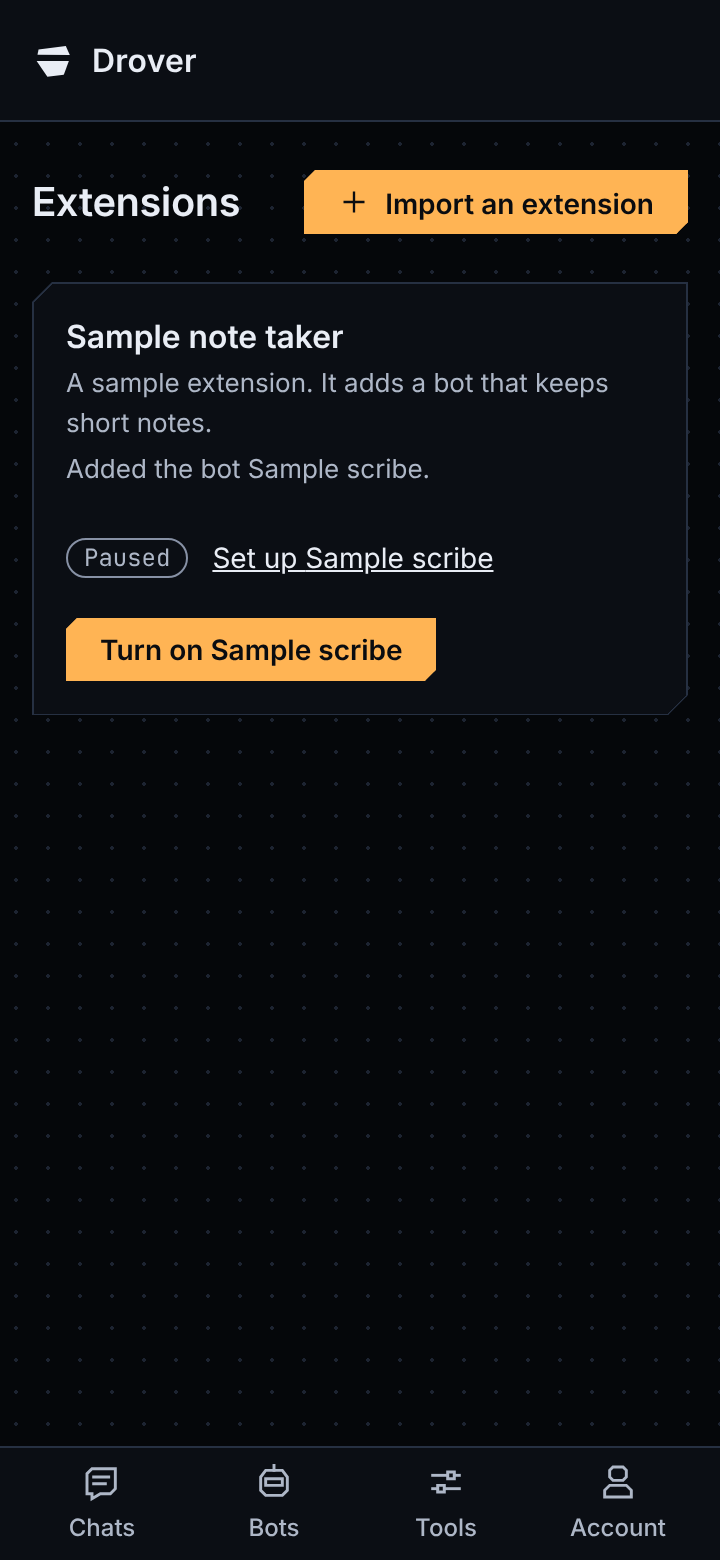 Drover
Extensions
+ Import an extension
Sample note taker
A sample extension. It adds a bot that keeps
short notes.
Added the bot Sample scribe.
Paused Set up Sample scribe
Turn on Sample scribe
Chats Bots Tools Account